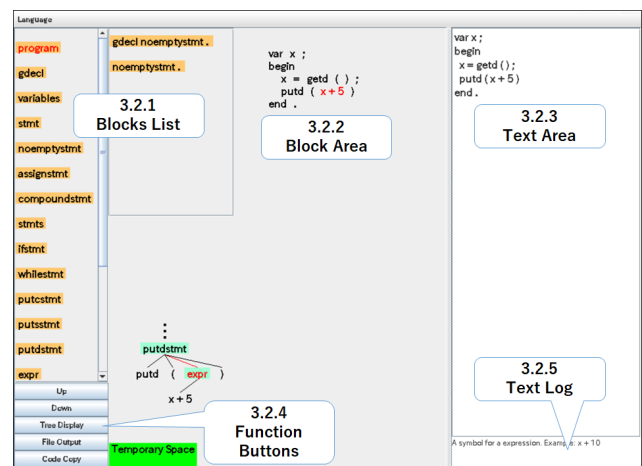 Language
program
gdecl
variables
stmt
noemptystmt
assignstmt
compoundstmt
stmts
ifstmt
whilestmt
putcstmt
putsstmt
putdstmt
expr
Up
Down
Tree Display
File Output
Code Copy
gdecl noemptystmt .
noemptystmt .
3.2.1
Blocks List
var x ;
begin
x = getd ( ) ;
putd ( x + 5 )
end .
3.2.2
Block Area
⋮
putdstmt
putd ( expr )
x + 5
3.2.4
Function
Buttons
Temporary Space
var x ;
begin
x = getd ();
putd (x + 5)
end .
3.2.3
Text Area
3.2.5
Text Log
A symbol for a expression. Example: x + 10